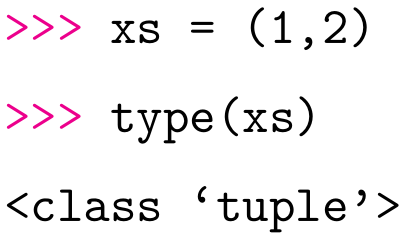 >>> xs = (1,2)
>>> type(xs)
<class ‘tuple’>